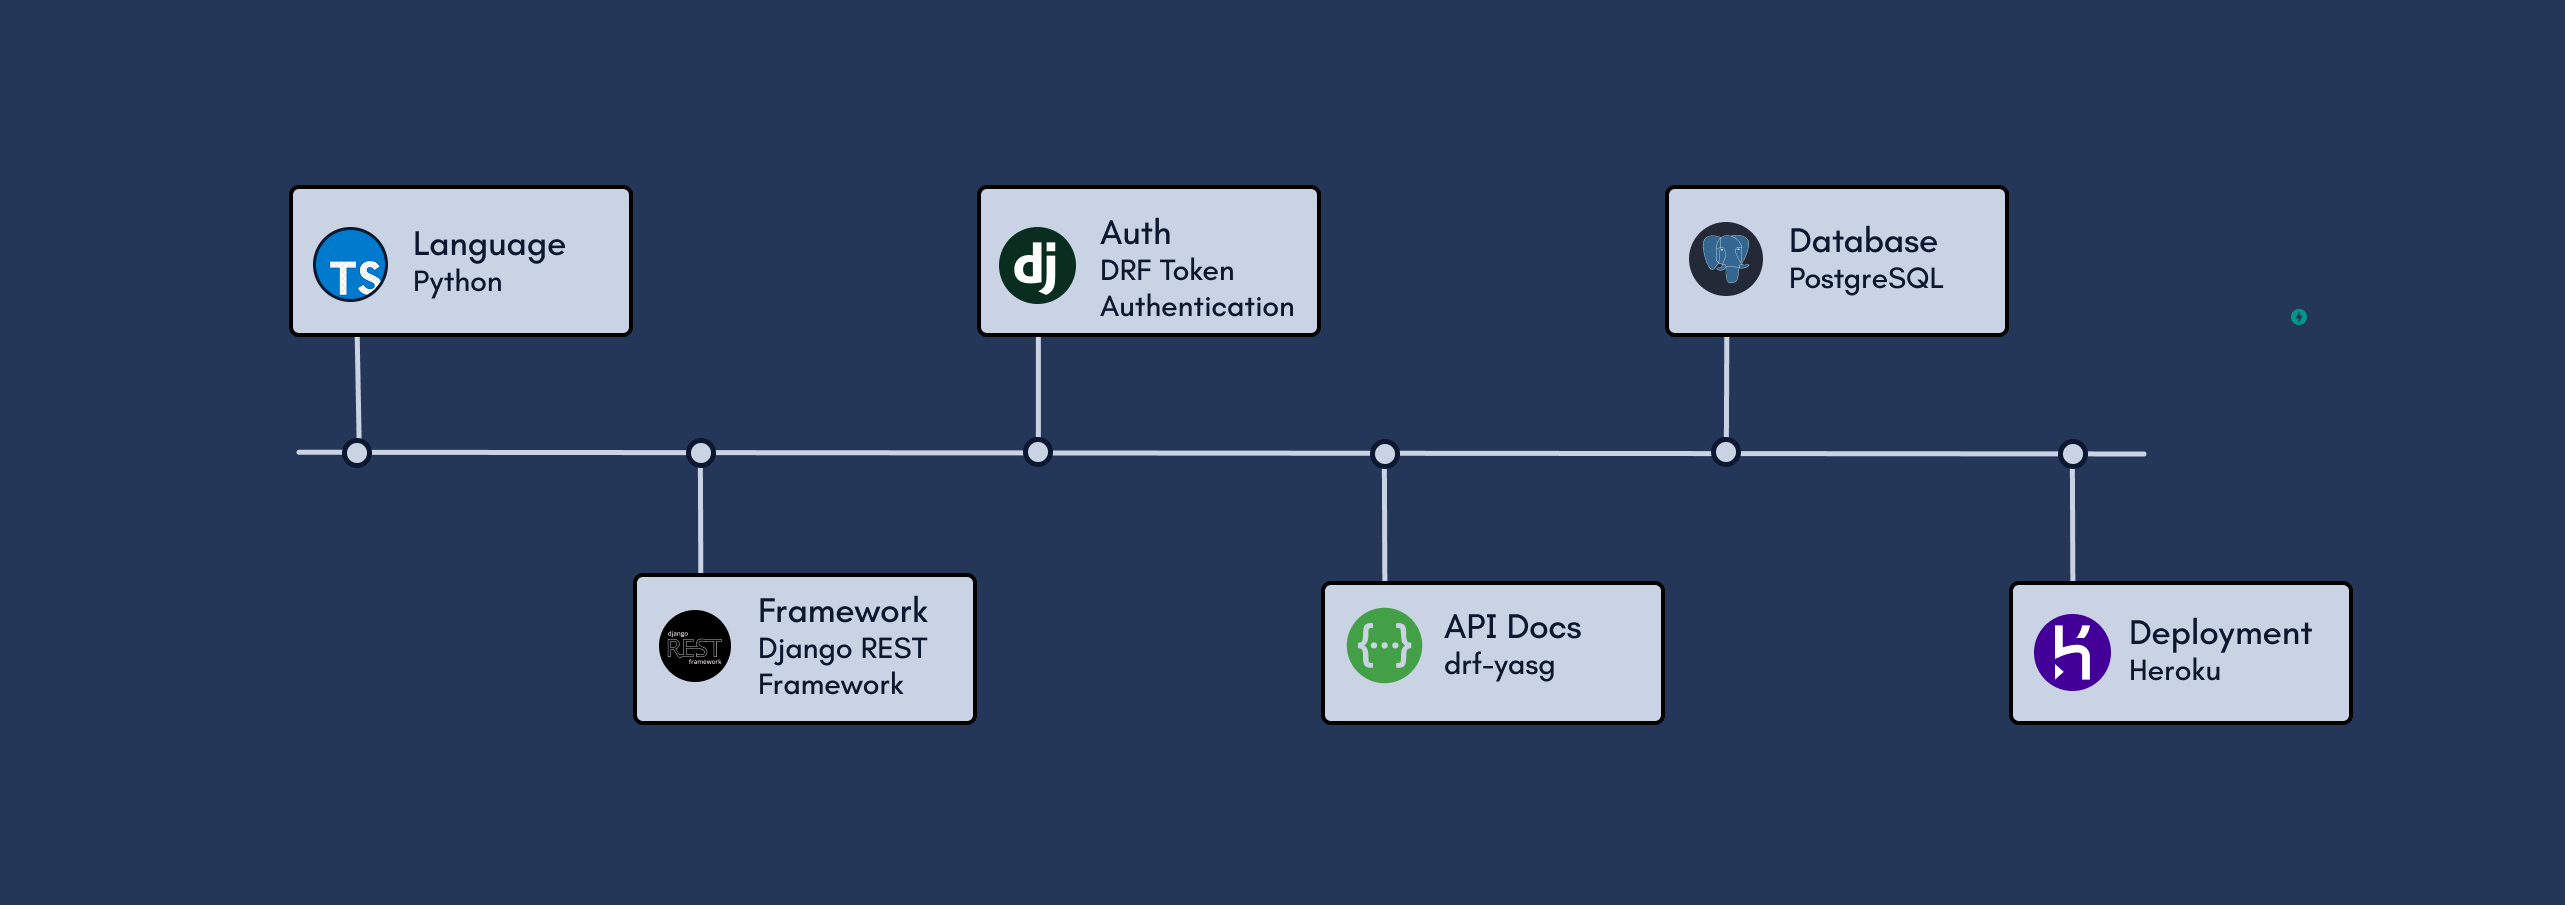 TS
Language
Python
django
REST
framework
Framework
Django REST
Framework
dj
Auth
DRF Token
Authentication
{...}
API Docs
drf-yasg
Database
PostgreSQL
Deployment
Heroku